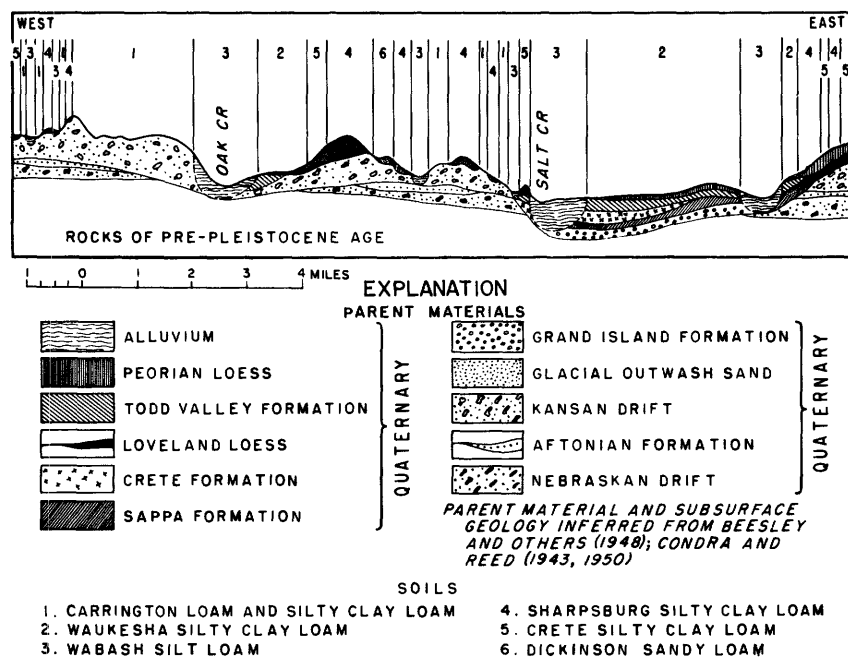 WEST EAST
5 3 4 1 1 3 2 5 4 6 4 3 1 4 1 1 5 3 2 3 2 4 4 5
1 1 3 4 4 3 5 5
OAK CR
SALT CR
ROCKS OF PRE-PLEISTOCENE AGE
1 0 1 2 3 4 MILES
EXPLANATION
PARENT MATERIALS
ALLUVIUM
PEORIAN LOESS
TODD VALLEY FORMATION
LOVELAND LOESS
CRETE FORMATION
SAPPA FORMATION
QUATERNARY
GRAND ISLAND FORMATION
GLACIAL OUTWASH SAND
KANSAN DRIFT
AFTONIAN FORMATION
NEBRASKAN DRIFT
QUATERNARY
PARENT MATERIAL AND SUBSURFACE
GEOLOGY INFERRED FROM BEESLEY
AND OTHERS (1948); CONDRA AND
REED (1943, 1950)
SOILS
1. CARRINGTON LOAM AND SILTY CLAY LOAM
2. WAUKESHA SILTY CLAY LOAM
3. WABASH SILT LOAM
4. SHARPSBURG SILTY CLAY LOAM
5. CRETE SILTY CLAY LOAM
6. DICKINSON SANDY LOAM